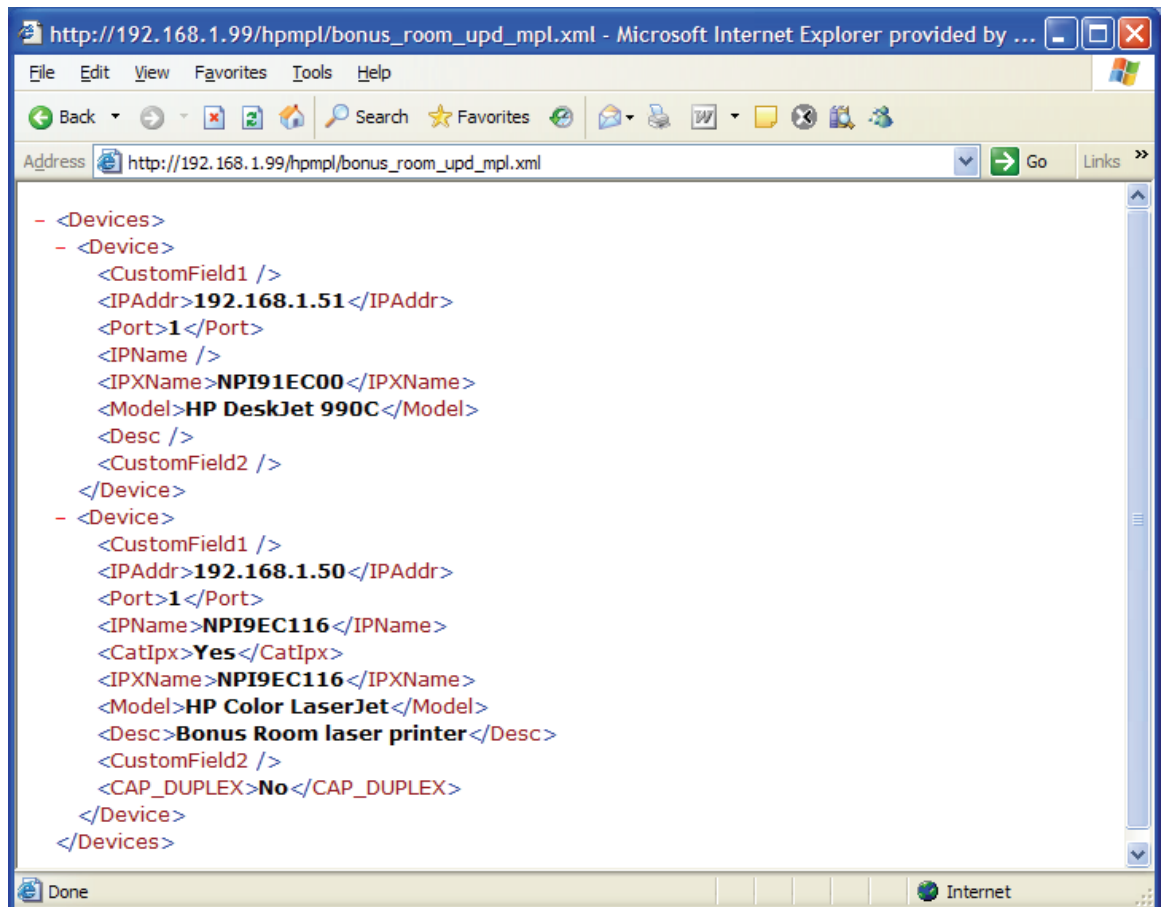 http://192.168.1.99/hpmpl/bonus_room_upd_mpl.xml - Microsoft Internet Explorer provided by ...
File Edit View Favorites Tools Help
Back Search Favorites
Address http://192.168.1.99/hpmpl/bonus_room_upd_mpl.xml Go Links »
- <Devices>
- <Device>
<CustomField1 />
<IPAddr>192.168.1.51</IPAddr>
<Port>1</Port>
<IPName />
<IPXName>NPI91EC00</IPXName>
<Model>HP DeskJet 990C</Model>
<Desc />
<CustomField2 />
</Device>
- <Device>
<CustomField1 />
<IPAddr>192.168.1.50</IPAddr>
<Port>1</Port>
<IPName>NPI9EC116</IPName>
<CatIpx>Yes</CatIpx>
<IPXName>NPI9EC116</IPXName>
<Model>HP Color LaserJet</Model>
<Desc>Bonus Room laser printer</Desc>
<CustomField2 />
<CAP_DUPLEX>No</CAP_DUPLEX>
</Device>
</Devices>
Done Internet